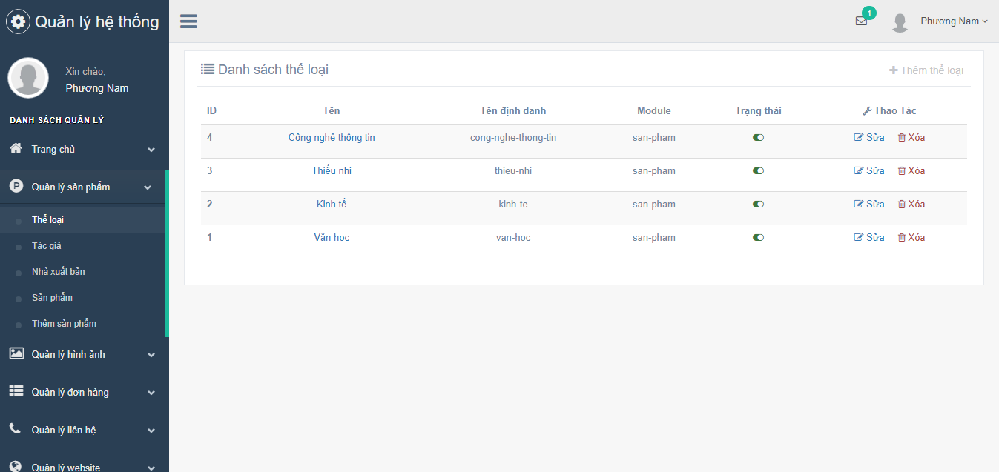 Quản lý hệ thống
1
Phương Nam
Xin chào,
Phương Nam
DANH SÁCH QUẢN LÝ
Trang chủ
P Quản lý sản phẩm
Thể loại
Tác giả
Nhà xuất bản
Sản phẩm
Thêm sản phẩm
Quản lý hình ảnh
Quản lý đơn hàng
Quản lý liên hệ
Quản lý website
Danh sách thể loại
Thêm thể loại
ID Tên Tên định danh Module Trạng thái Thao Tác
4 Công nghệ thông tin cong-nghe-thong-tin san-pham Sửa Xóa
3 Thiếu nhi thieu-nhi san-pham Sửa Xóa
2 Kinh tế kinh-te san-pham Sửa Xóa
1 Văn học van-hoc san-pham Sửa Xóa